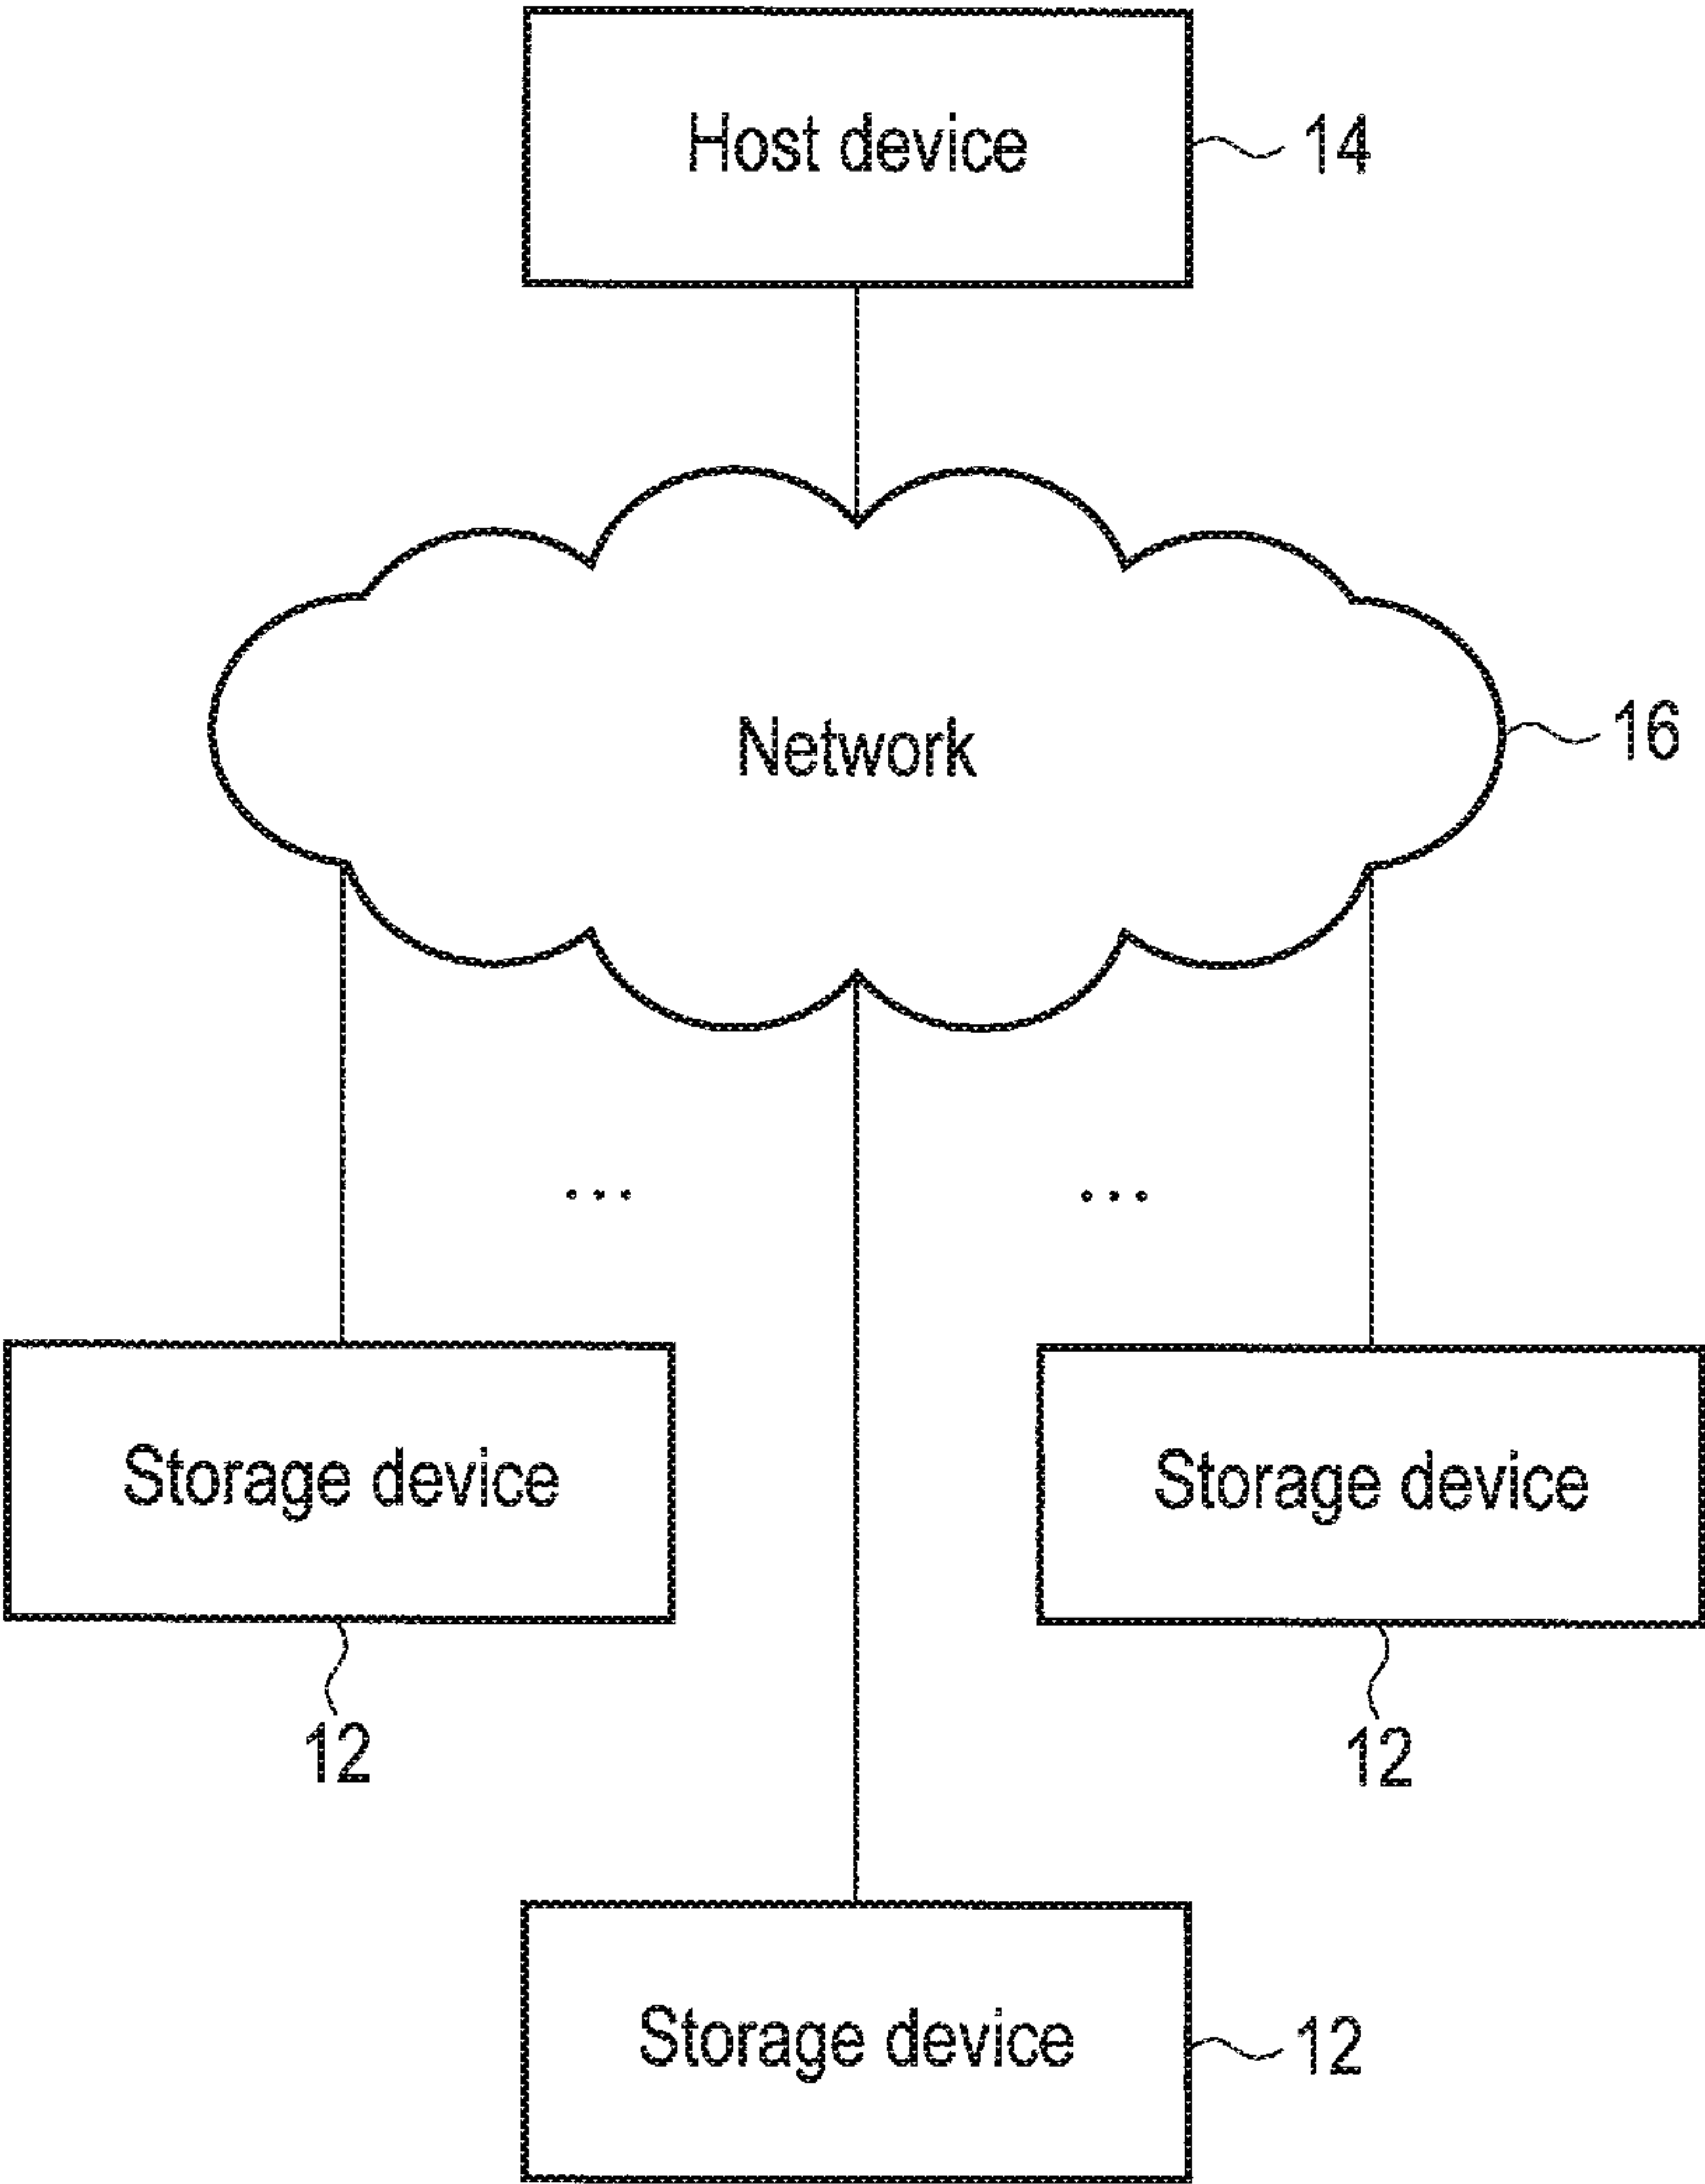 Host device
14
Network
16
... ...
Storage device
Storage device
12
12
Storage device
12